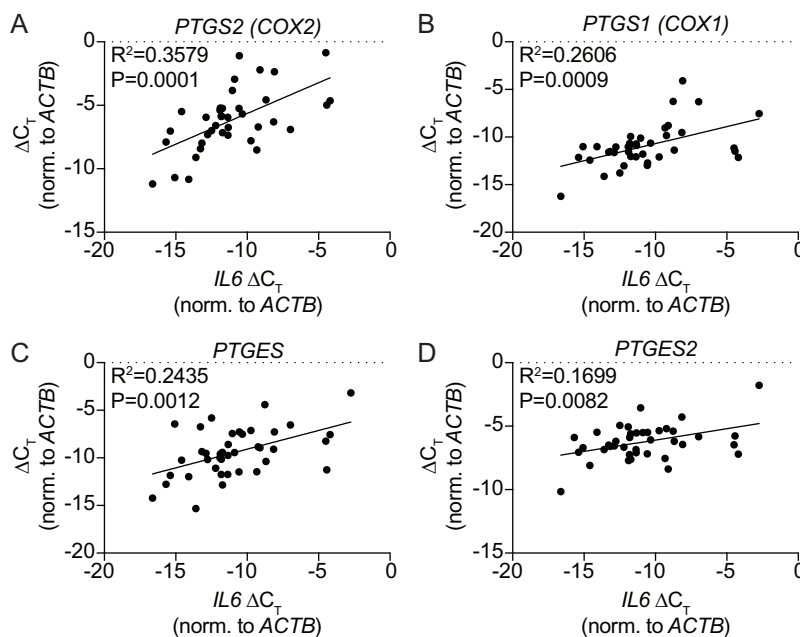 A
PTGS2 (COX2)
R²=0.3579
P=0.0001
0
-5
-10
-15
ΔC_T
(norm. to ACTB)
-20 -15 -10 -5 0
IL6 ΔC_T
(norm. to ACTB)
B
PTGS1 (COX1)
R²=0.2606
P=0.0009
0
-5
-10
-15
-20
ΔC_T
(norm. to ACTB)
-20 -15 -10 -5 0
IL6 ΔC_T
(norm. to ACTB)
C
PTGES
R²=0.2435
P=0.0012
0
-5
-10
-15
-20
ΔC_T
(norm. to ACTB)
-20 -15 -10 -5 0
IL6 ΔC_T
(norm. to ACTB)
D
PTGES2
R²=0.1699
P=0.0082
0
-5
-10
-15
ΔC_T
(norm. to ACTB)
-20 -15 -10 -5 0
IL6 ΔC_T
(norm. to ACTB)